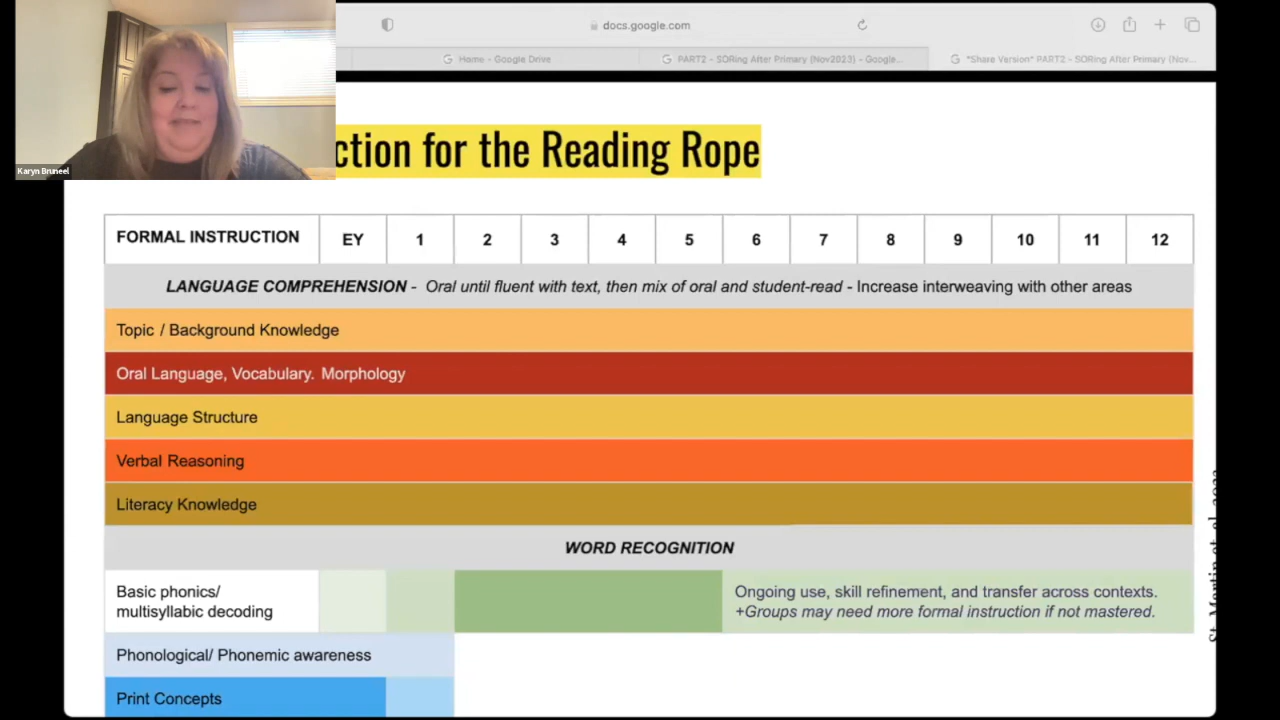 docs.google.com
Home - Google Drive
PART2 - SORing After Primary (Nov2023) - Google...
*Share Version* PART2 - SORing After Primary (Nov...
ction for the Reading Rope
Karyn Bruneel
FORMAL INSTRUCTION EY 1 2 3 4 5 6 7 8 9 10 11 12
LANGUAGE COMPREHENSION - Oral until fluent with text, then mix of oral and student-read - Increase interweaving with other areas
Topic / Background Knowledge
Oral Language, Vocabulary. Morphology
Language Structure
Verbal Reasoning
Literacy Knowledge
WORD RECOGNITION
Basic phonics/
multisyllabic decoding
Ongoing use, skill refinement, and transfer across contexts.
+Groups may need more formal instruction if not mastered.
Phonological/ Phonemic awareness
Print Concepts